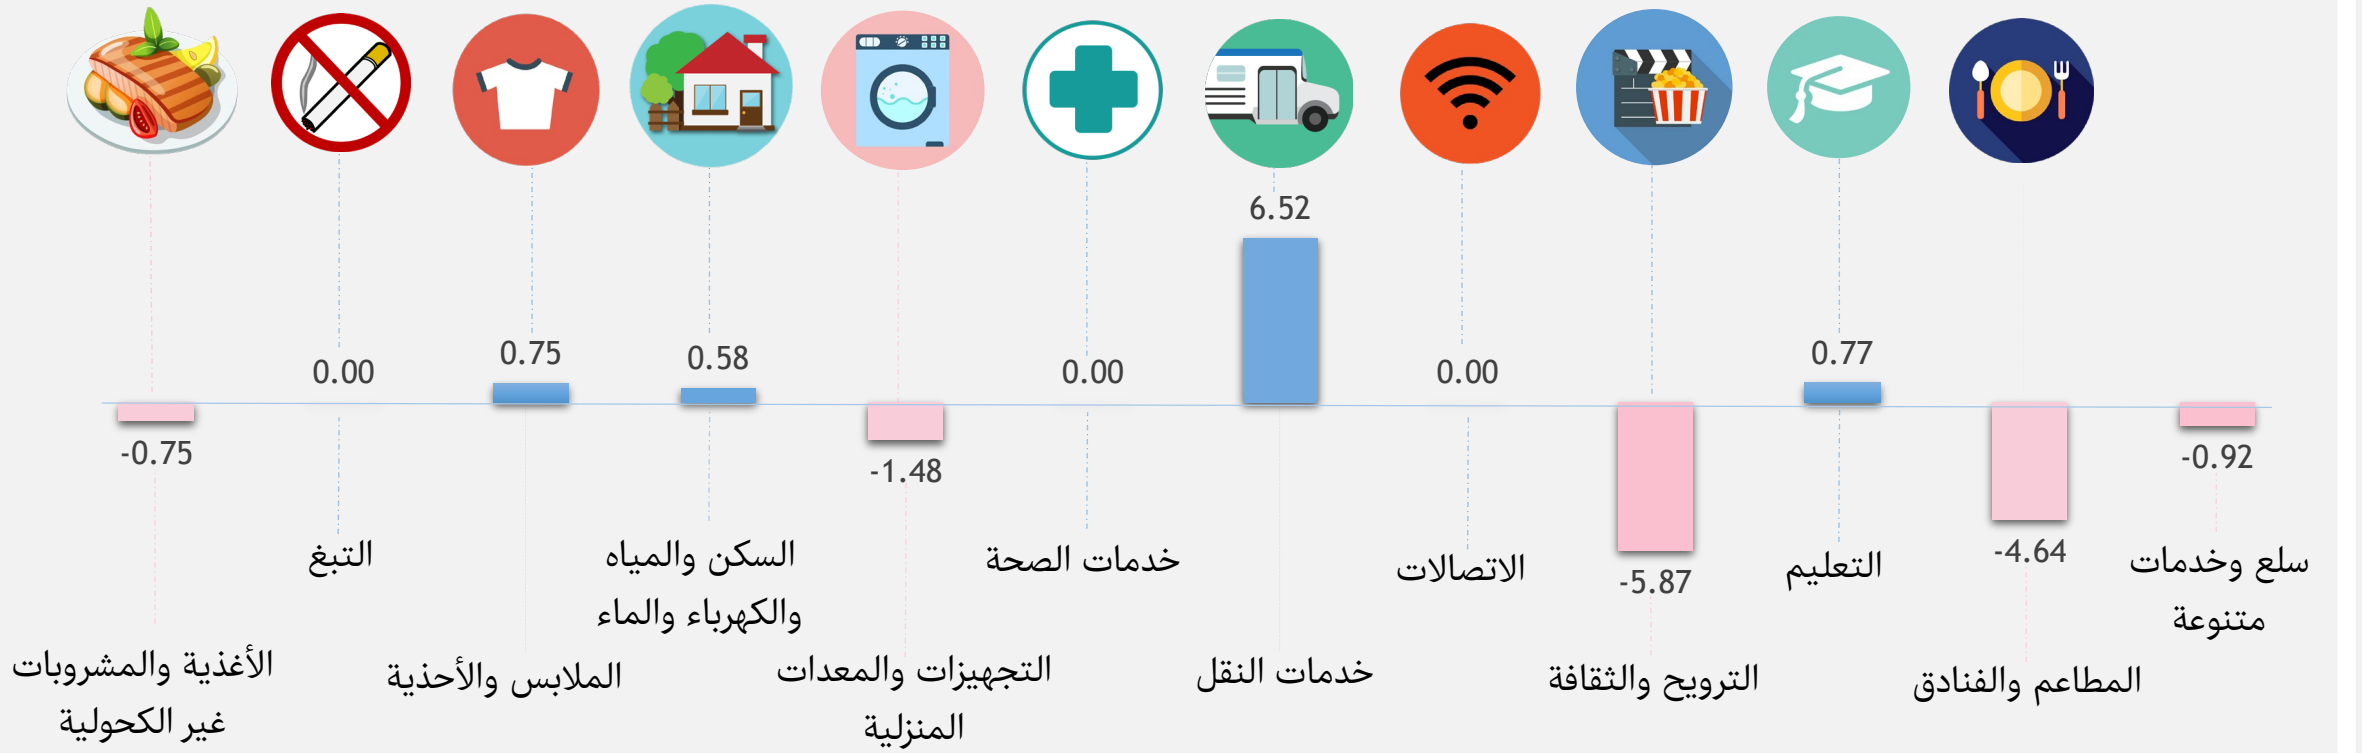 6.52
0.00
0.75
0.58
0.00
0.00
0.77
-0.75
-1.48
-5.87
-4.64
-0.92
الأغذية والمشروبات
غير الكحولية
التبغ
الملابس والأحذية
السكن والمياه
والكهرباء والماء
التجهيزات والمعدات
المنزلية
خدمات الصحة
خدمات النقل
الاتصالات
الترويح والثقافة
التعليم
المطاعم والفنادق
سلع وخدمات
متنوعة